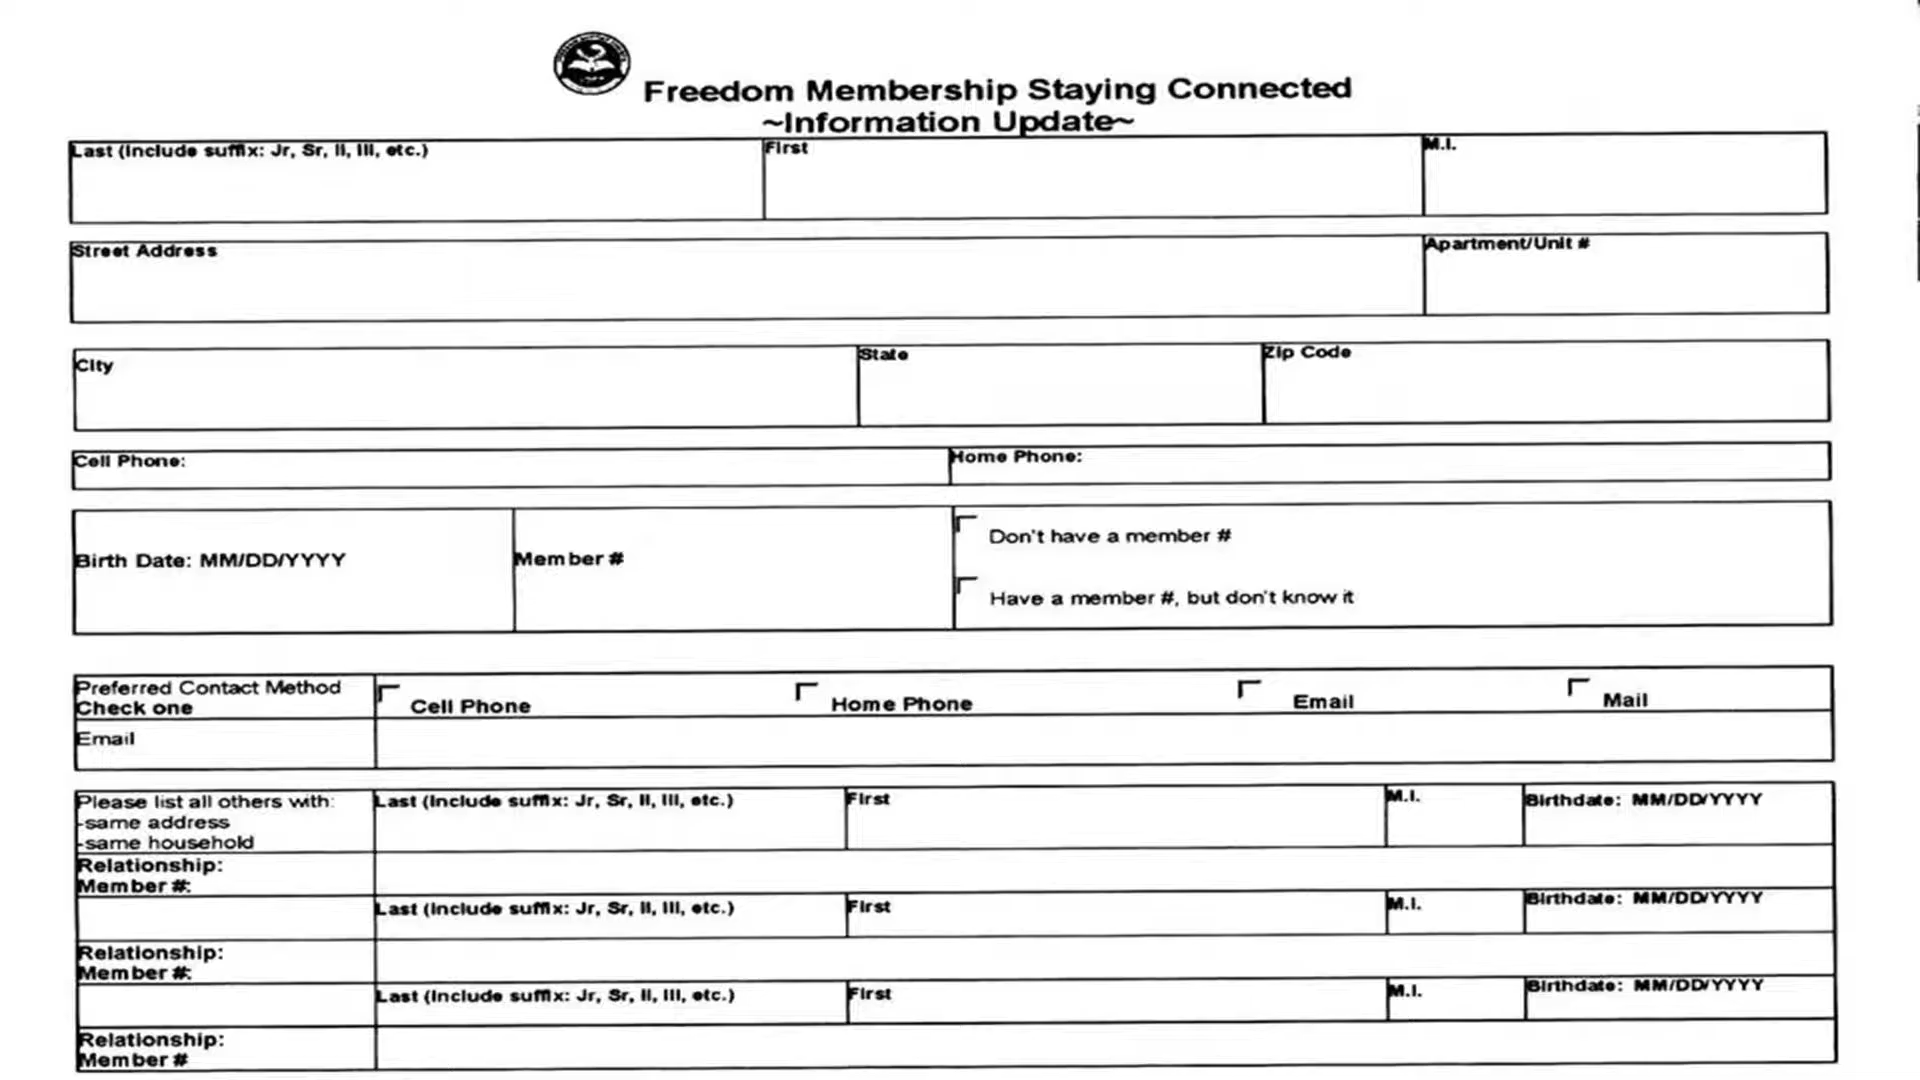 Freedom Membership Staying Connected
~Information Update~
Last (Include suffix: Jr, Sr, II, III, etc.) First M.I.
Street Address Apartment/Unit #
City State Zip Code
Cell Phone: Home Phone:
Don't have a member #
Birth Date: MM/DD/YYYY Member #
Have a member #, but don't know it
Preferred Contact Method
Check one Cell Phone Home Phone Email Mail
Email
Please list all others with: Last (Include suffix: Jr, Sr, II, III, etc.) First M.I. Birthdate: MM/DD/YYYY
-same address
-same household
Relationship:
Member #:
Last (Include suffix: Jr, Sr, II, III, etc.) First M.I. Birthdate: MM/DD/YYYY
Relationship:
Member #:
Last (Include suffix: Jr, Sr, II, III, etc.) First M.I. Birthdate: MM/DD/YYYY
Relationship:
Member #